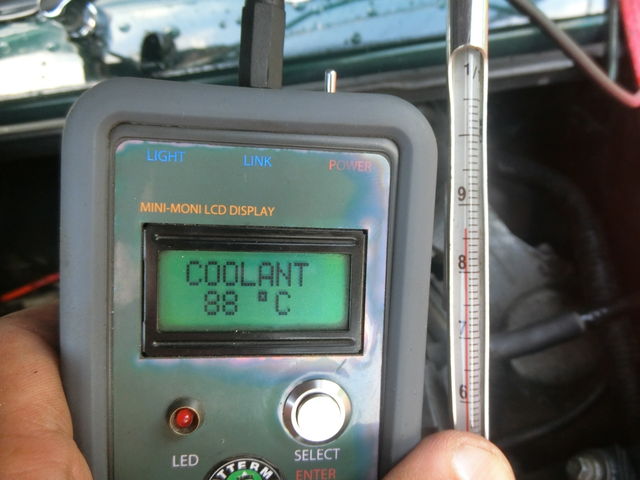 LIGHT LINK POWER
MINI-MONI LCD DISPLAY
COOLANT
88 °C
LED
SELECT
ENTER
9
8
7
6